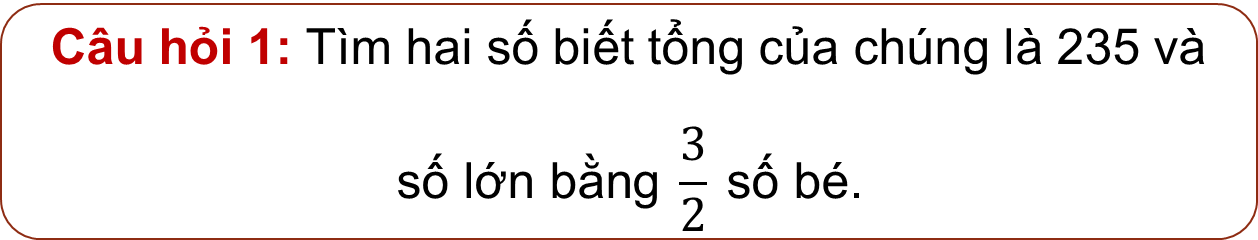 Câu hỏi 1: Tìm hai số biết tổng của chúng là 235 và
số lớn bằng 3/2 số bé.